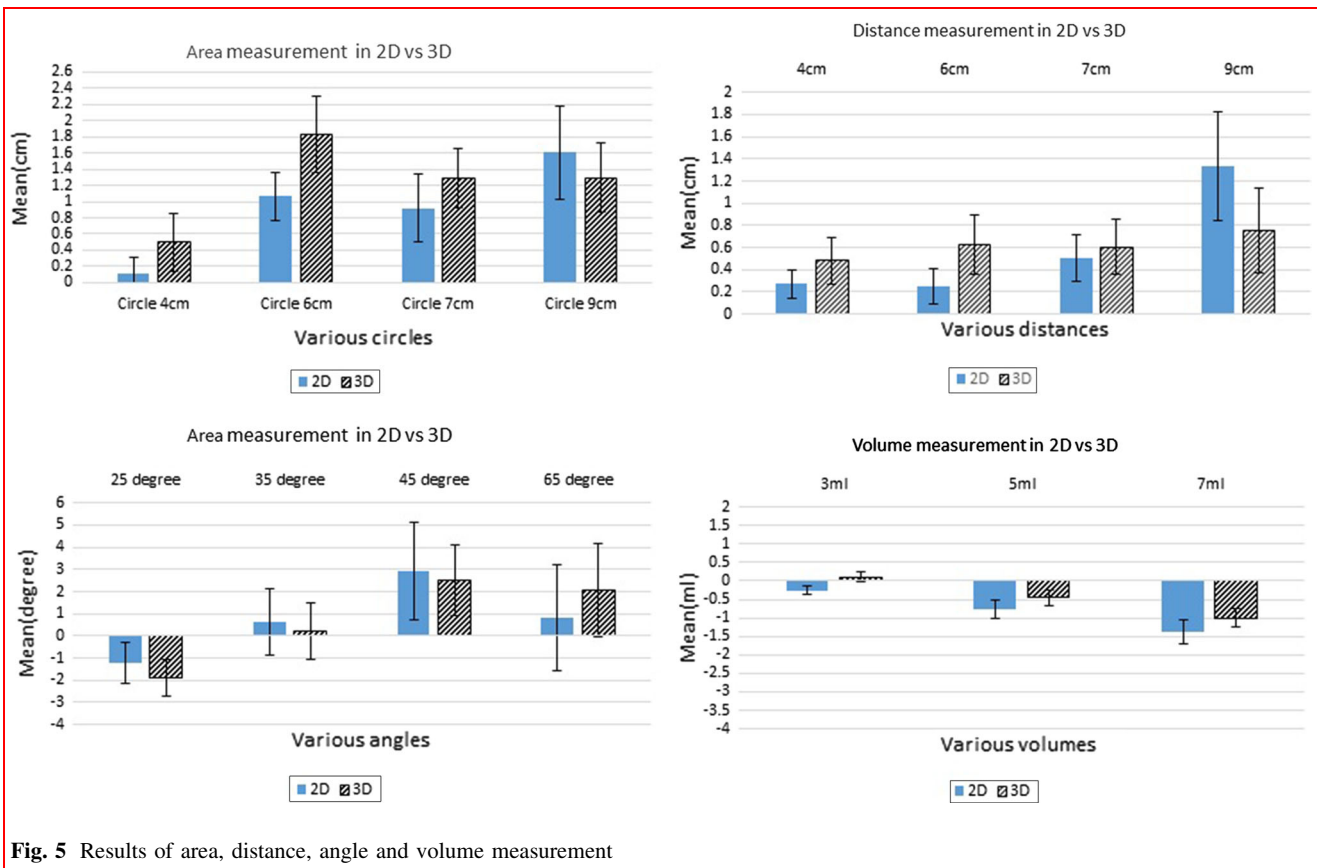 Area measurement in 2D vs 3D
2.6
2.4
2.2
2
1.8
1.6
1.4
1.2
1
0.8
0.6
0.4
0.2
0
Mean(cm)
Circle 4cm Circle 6cm Circle 7cm Circle 9cm
Various circles
2D 3D
Distance measurement in 2D vs 3D
4cm 6cm 7cm 9cm
2
1.8
1.6
1.4
1.2
1
0.8
0.6
0.4
0.2
0
Mean(cm)
Various distances
2D 3D
Area measurement in 2D vs 3D
25 degree 35 degree 45 degree 65 degree
6
5
4
3
2
1
0
-1
-2
-3
-4
Mean(degree)
Various angles
2D 3D
Volume measurement in 2D vs 3D
3ml 5ml 7ml
2
1.5
1
0.5
0
-0.5
-1
-1.5
-2
-2.5
-3
-3.5
-4
Mean(ml)
Various volumes
2D 3D
Fig. 5 Results of area, distance, angle and volume measurement